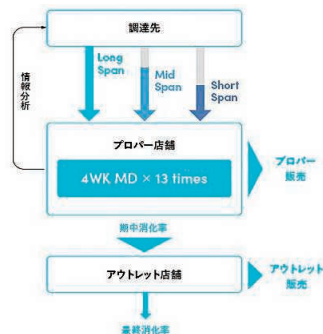 調達先
Long
Span
Mid
Span
Short
Span
情報分析
プロパー店舗
4WK MD × 13 times
プロパー
販売
期中消化率
アウトレット店舗
アウトレット
販売
最終消化率